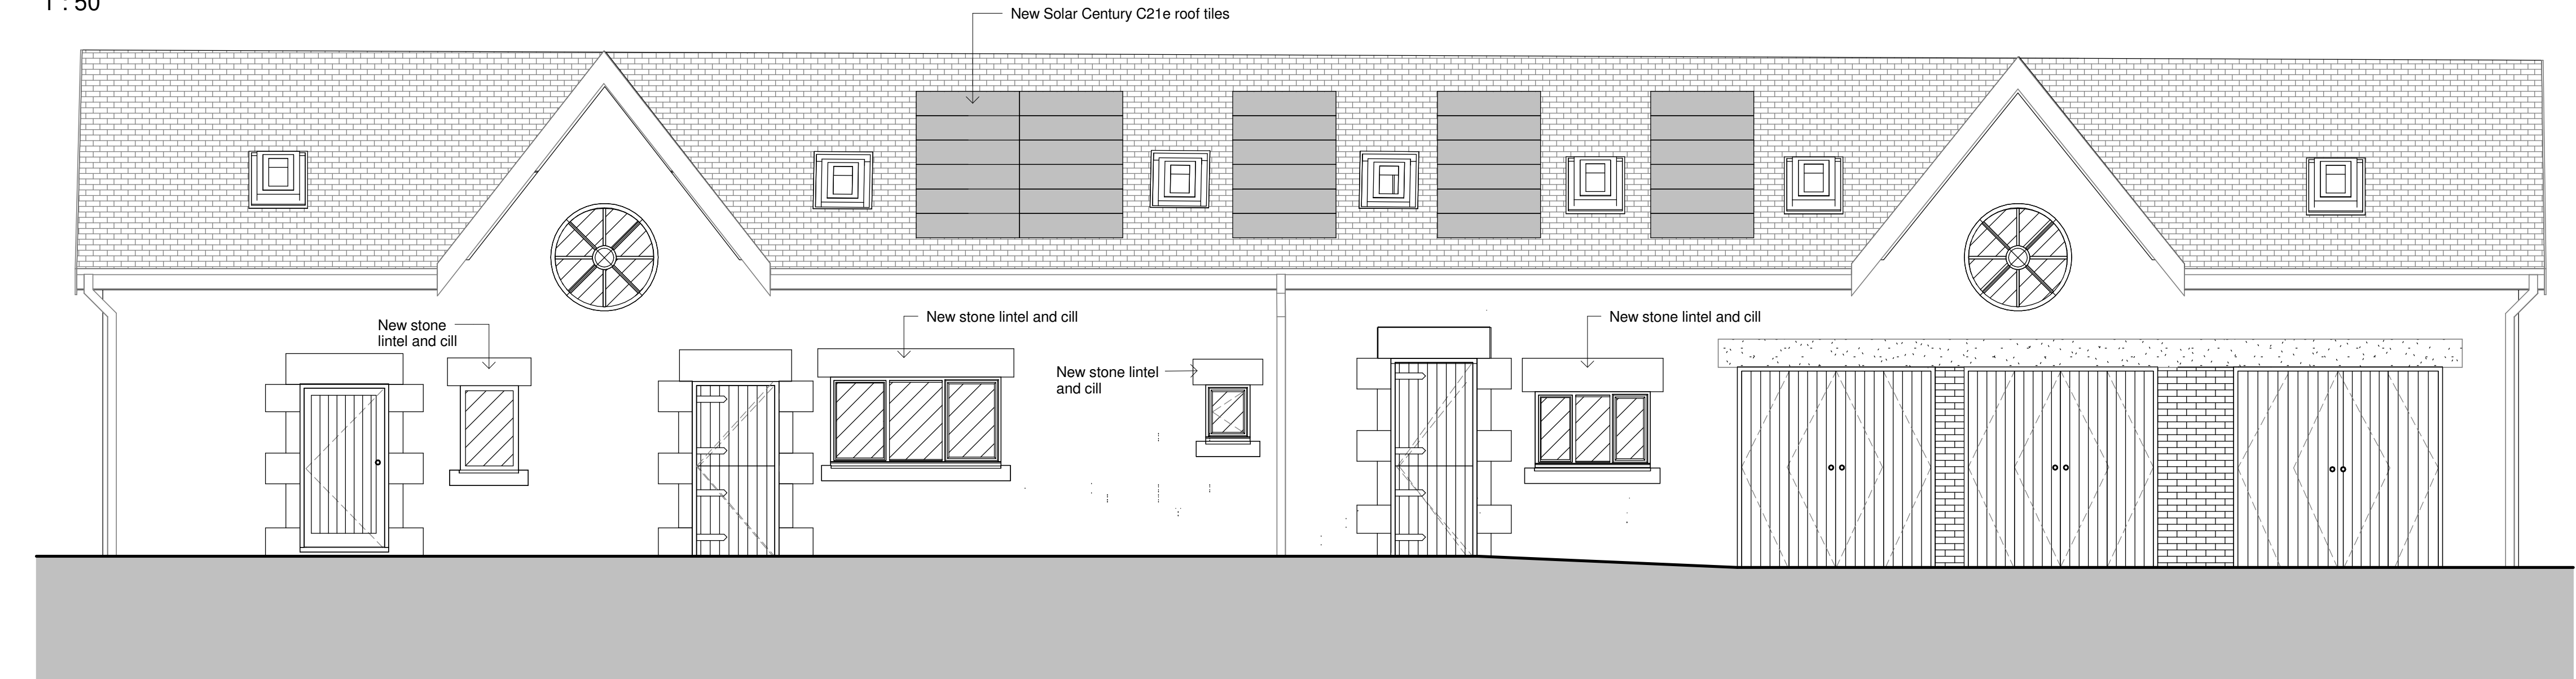 1 : 50
New Solar Century C21e roof tiles
New stone
lintel and cill
New stone lintel and cill
New stone lintel
and cill
New stone lintel and cill